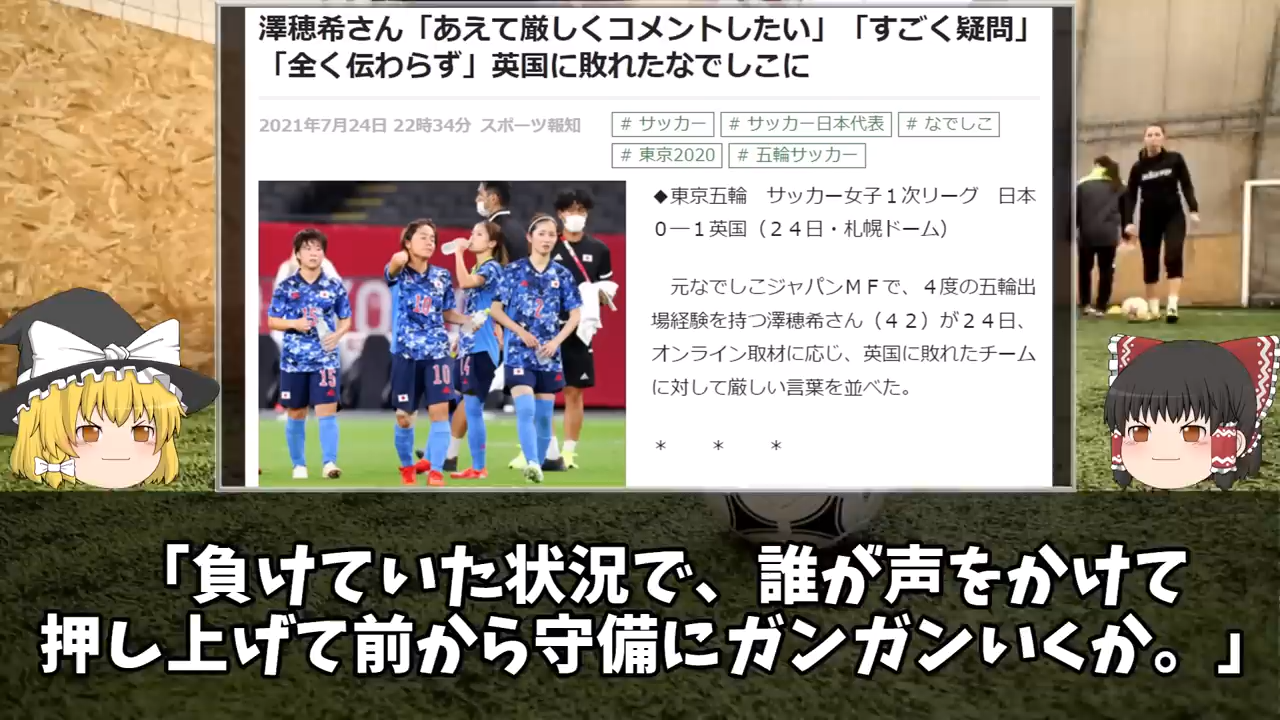 澤穂希さん「あえて厳しくコメントしたい」「すごく疑問」
「全く伝わらず」英国に敗れたなでしこに
2021年7月24日 22時34分 スポーツ報知
# サッカー # サッカー日本代表 # なでしこ
# 東京2020 # 五輪サッカー
◆東京五輪 サッカー女子1次リーグ 日本
０―１英国（２４日・札幌ドーム）
元なでしこジャパンＭＦで、４度の五輪出
場経験を持つ澤穂希さん（４２）が２４日、
オンライン取材に応じ、英国に敗れたチーム
に対して厳しい言葉を並べた。
＊ ＊ ＊
15
10
14
2
「負けていた状況で、誰が声をかけて
押し上げて前から守備にガンガンいくか。」